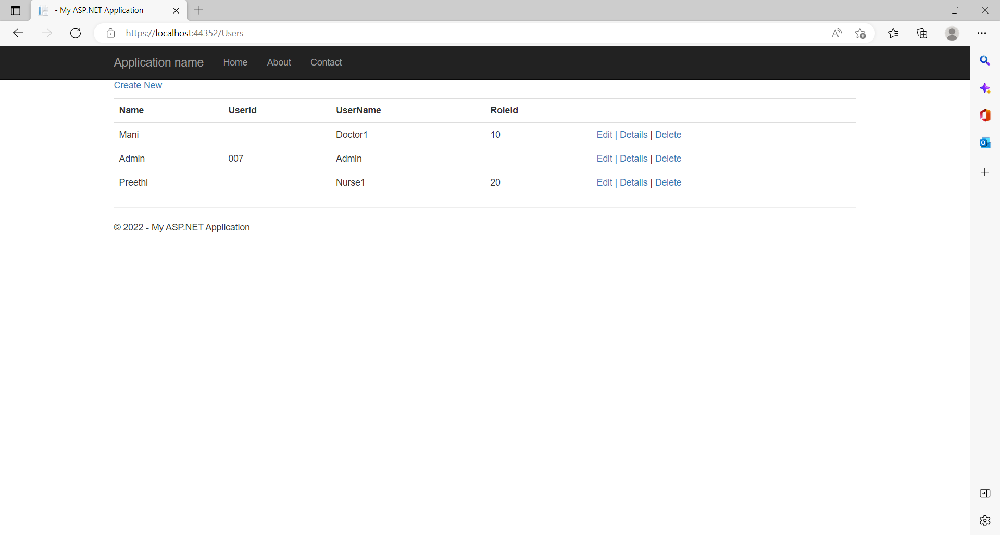 - My ASP.NET Application
https://localhost:44352/Users
Application name Home About Contact
Create New
Name UserId UserName RoleId
Mani Doctor1 10 Edit | Details | Delete
Admin 007 Admin Edit | Details | Delete
Preethi Nurse1 20 Edit | Details | Delete
© 2022 - My ASP.NET Application